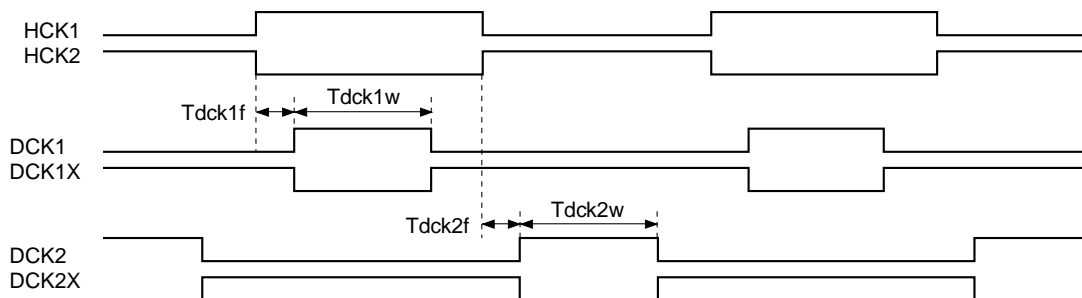 HCK1
HCK2
Tdck1f
Tdck1w
DCK1
DCK1X
Tdck2f
Tdck2w
DCK2
DCK2X